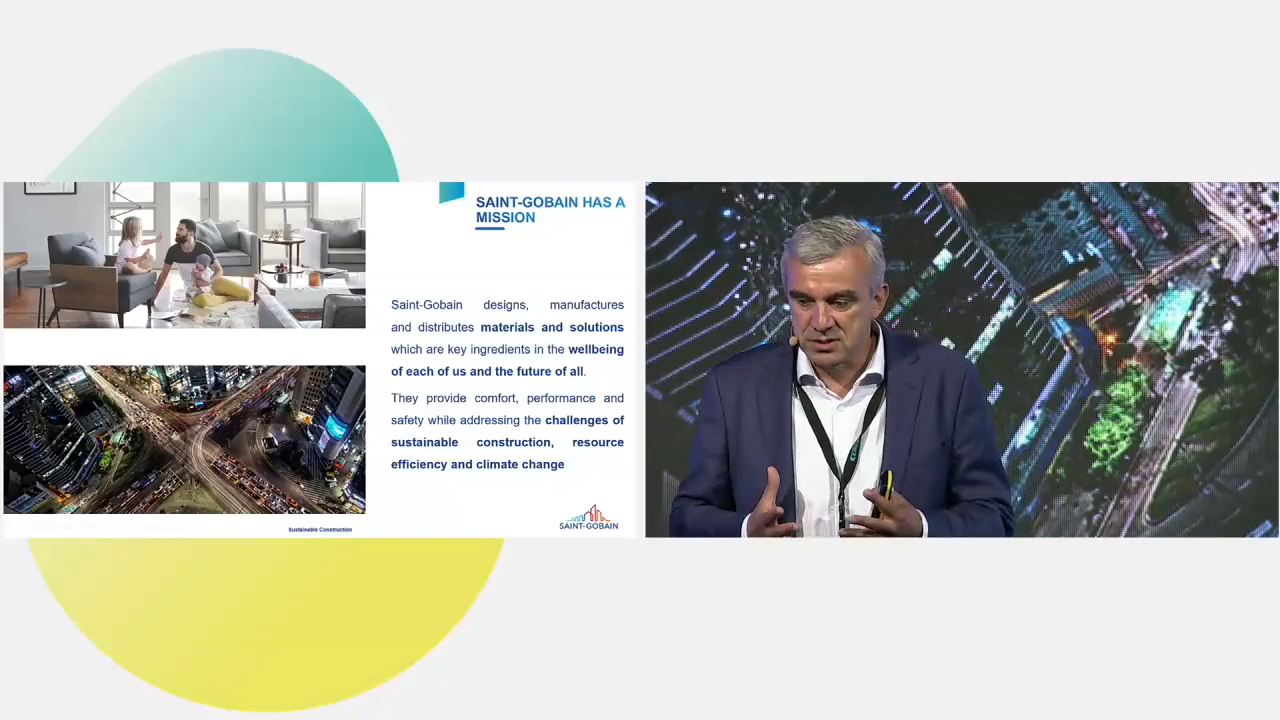 SAINT-GOBAIN HAS A
MISSION
Saint-Gobain designs, manufactures
and distributes materials and solutions
which are key ingredients in the wellbeing
of each of us and the future of all.
They provide comfort, performance and
safety while addressing the challenges of
sustainable construction, resource
efficiency and climate change
Sustainable Construction
SAINT-GOBAIN